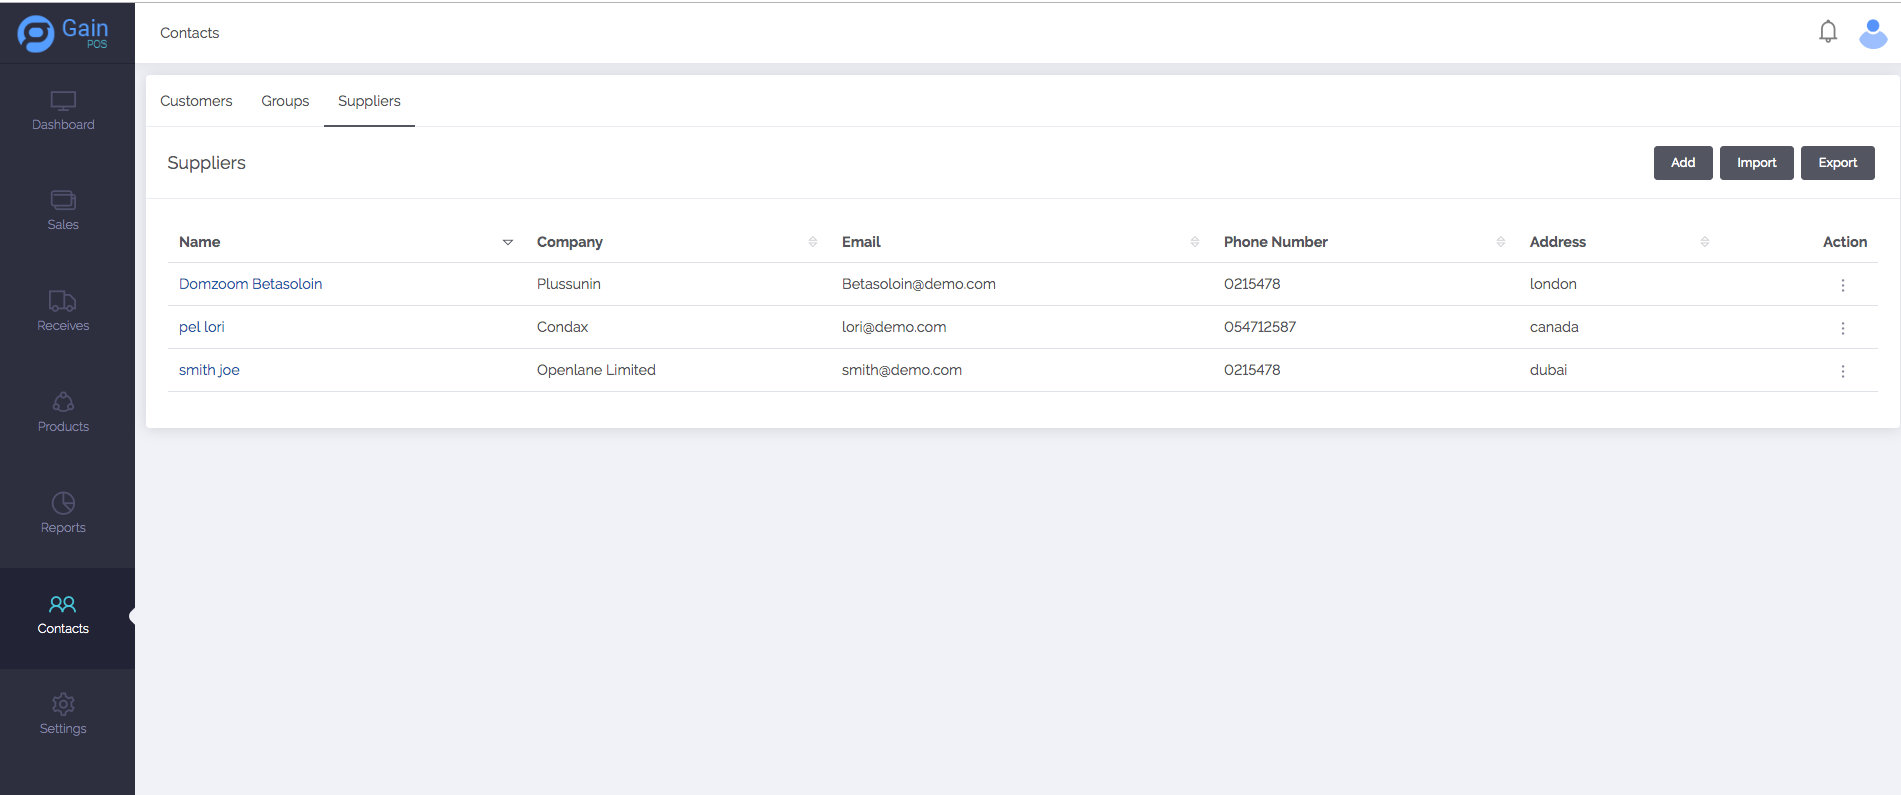 Gain
POS
Contacts
Dashboard
Sales
Receives
Products
Reports
Contacts
Settings
Customers Groups Suppliers
Suppliers
Add Import Export
Name Company Email Phone Number Address Action
Domzoom Betasoloin Plussunin Betasoloin@demo.com 0215478 london
pel lori Condax lori@demo.com 054712587 canada
smith joe Openlane Limited smith@demo.com 0215478 dubai